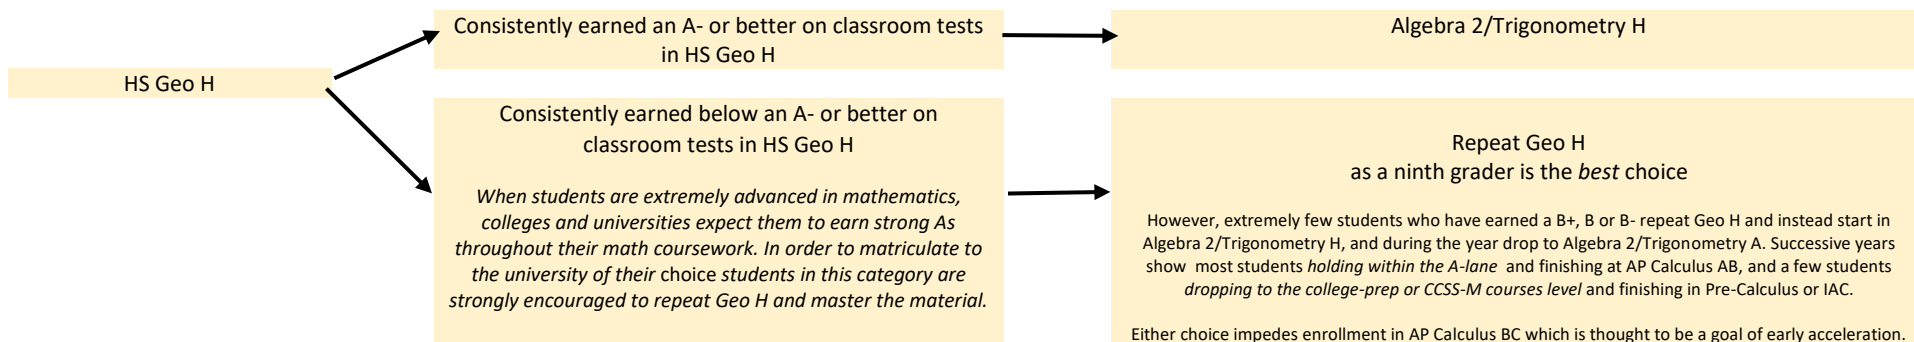 HS Geo H
Consistently earned an A- or better on classroom tests
in HS Geo H
Algebra 2/Trigonometry H
Consistently earned below an A- or better on
classroom tests in HS Geo H
When students are extremely advanced in mathematics,
colleges and universities expect them to earn strong As
throughout their math coursework. In order to matriculate to
the university of their choice students in this category are
strongly encouraged to repeat Geo H and master the material.
Repeat Geo H
as a ninth grader is the best choice
However, extremely few students who have earned a B+, B or B- repeat Geo H and instead start in
Algebra 2/Trigonometry H, and during the year drop to Algebra 2/Trigonometry A. Successive years
show most students holding within the A-lane and finishing at AP Calculus AB, and a few students
dropping to the college-prep or CCSS-M courses level and finishing in Pre-Calculus or IAC.
Either choice impedes enrollment in AP Calculus BC which is thought to be a goal of early acceleration.